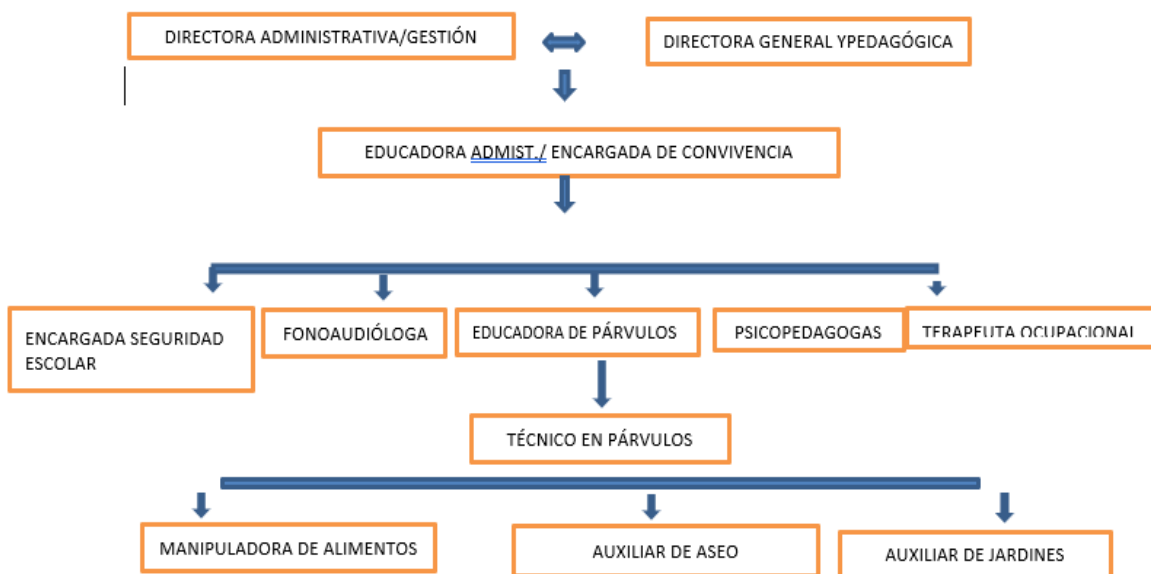 DIRECTORA ADMINISTRATIVA/GESTIÓN
DIRECTORA GENERAL YPEDAGÓGICA
EDUCADORA ADMIST./ ENCARGADA DE CONVIVENCIA
ENCARGADA SEGURIDAD
ESCOLAR
FONOAUDIÓLOGA
EDUCADORA DE PÁRVULOS
PSICOPEDAGOGAS
TERAPEUTA OCUPACIONAL
TÉCNICO EN PÁRVULOS
MANIPULADORA DE ALIMENTOS
AUXILIAR DE ASEO
AUXILIAR DE JARDINES